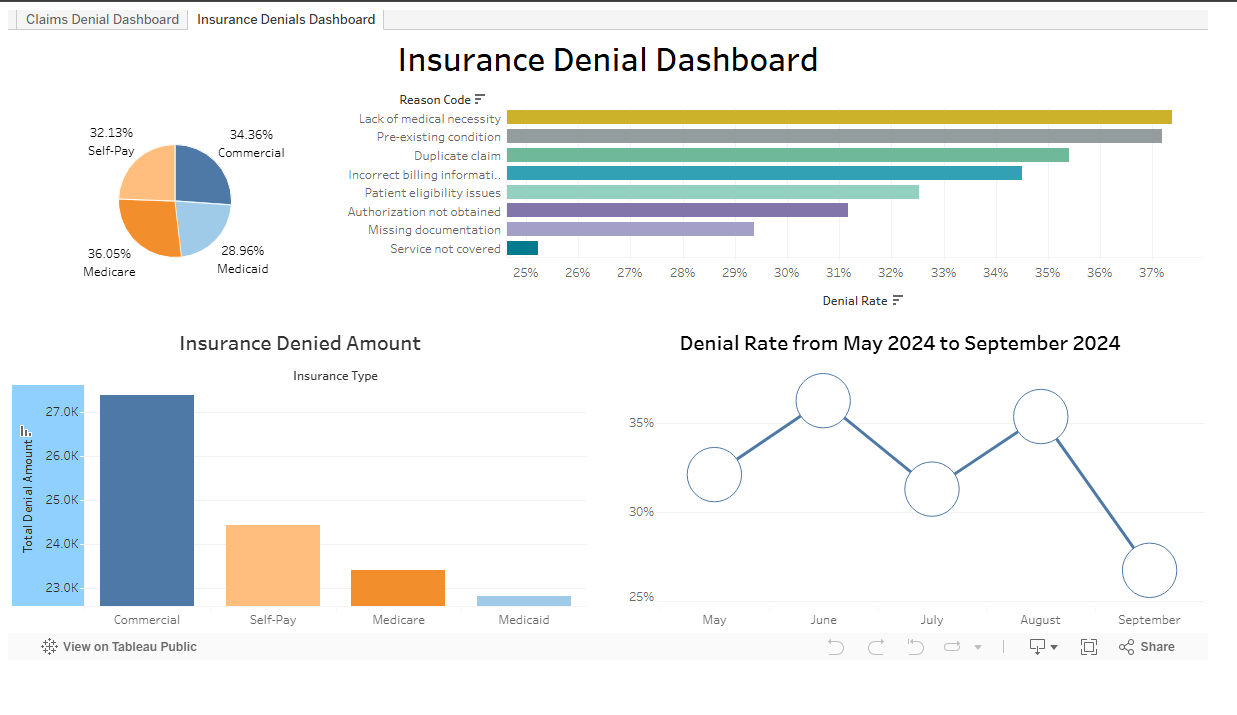 Claims Denial Dashboard
Insurance Denials Dashboard
Insurance Denial Dashboard
32.13%
Self-Pay
34.36%
Commercial
36.05%
Medicare
28.96%
Medicaid
Reason Code
Lack of medical necessity
Pre-existing condition
Duplicate claim
Incorrect billing informati..
Patient eligibility issues
Authorization not obtained
Missing documentation
Service not covered
25% 26% 27% 28% 29% 30% 31% 32% 33% 34% 35% 36% 37%
Denial Rate
Insurance Denied Amount
Insurance Type
Total Denial Amount
27.0K
26.0K
25.0K
24.0K
23.0K
Commercial Self-Pay Medicare Medicaid
Denial Rate from May 2024 to September 2024
35%
30%
25%
May June July August September
View on Tableau Public
Share